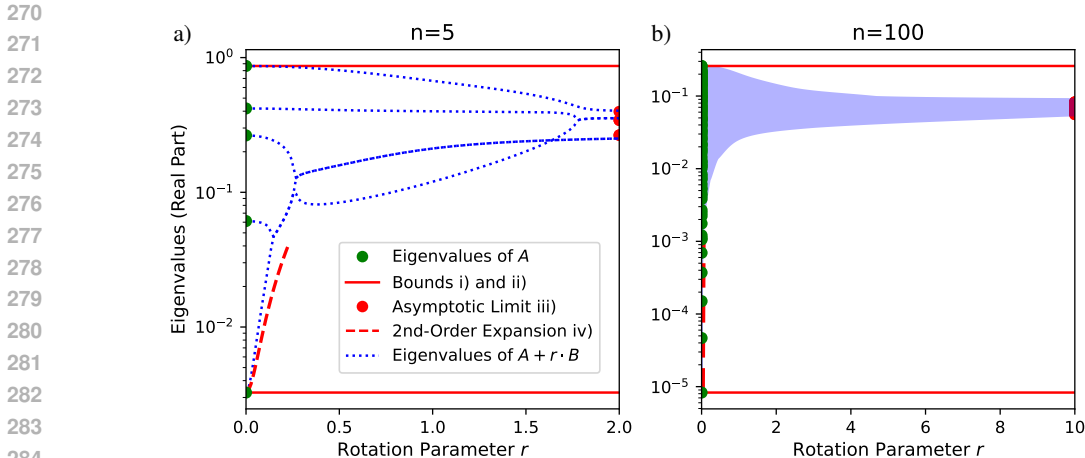 270
271
272
273
274
275
276
277
278
279
280
281
282
283
284
a)
n=5
10⁰
10⁻¹
10⁻²
Eigenvalues (Real Part)
Eigenvalues of A
Bounds i) and ii)
Asymptotic Limit iii)
2nd-Order Expansion iv)
Eigenvalues of A + r · B
0.0 0.5 1.0 1.5 2.0
Rotation Parameter r
b)
n=100
10⁻¹
10⁻²
10⁻³
10⁻⁴
10⁻⁵
0 2 4 6 8 10
Rotation Parameter r